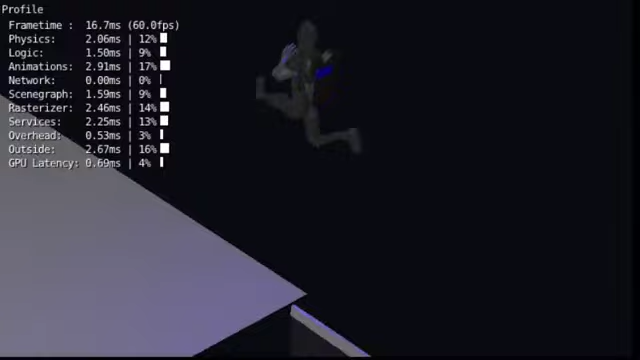 Profile
Frametime : 16.7ms (60.0fps)
Physics: 2.06ms | 12%
Logic: 1.50ms | 9%
Animations: 2.91ms | 17%
Network: 0.00ms | 0%
Scenegraph: 1.59ms | 9%
Rasterizer: 2.46ms | 14%
Services: 2.25ms | 13%
Overhead: 0.53ms | 3%
Outside: 2.67ms | 16%
GPU Latency: 0.69ms | 4%